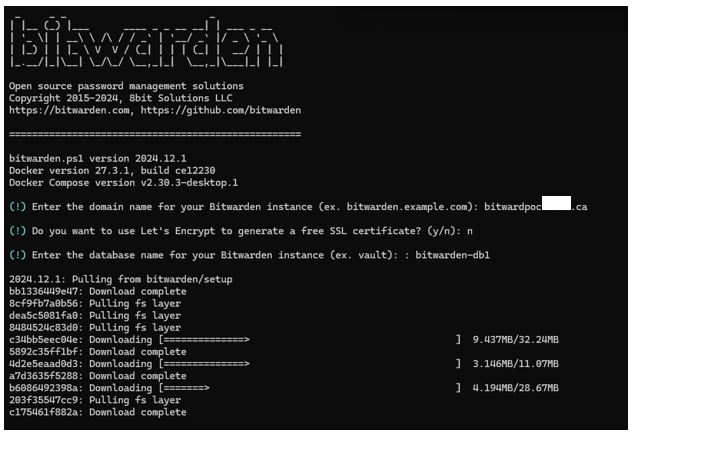 bitwarden
Open source password management solutions
Copyright 2015-2024, 8bit Solutions LLC
https://bitwarden.com, https://github.com/bitwarden
===================================================
bitwarden.ps1 version 2024.12.1
Docker version 27.3.1, build ce12230
Docker Compose version v2.30.3-desktop.1
(!) Enter the domain name for your Bitwarden instance (ex. bitwarden.example.com): bitwardpoc .ca
(!) Do you want to use Let's Encrypt to generate a free SSL certificate? (y/n): n
(!) Enter the database name for your Bitwarden instance (ex. vault): : bitwarden-db1
2024.12.1: Pulling from bitwarden/setup
bb1336449e47: Download complete
8cf9fb7a0b56: Pulling fs layer
dea5c5081fa0: Pulling fs layer
8484524c83d0: Pulling fs layer
c34bb5eec04e: Downloading [==============>                                    ]  9.437MB/32.24MB
5892c35ff1bf: Download complete
4d2e5eaad0d3: Downloading [==============>                                    ]  3.146MB/11.07MB
a7d3635f5288: Download complete
b6086492398a: Downloading [=======>                                           ]  4.194MB/28.67MB
203f35547cc9: Pulling fs layer
c175461f882a: Download complete